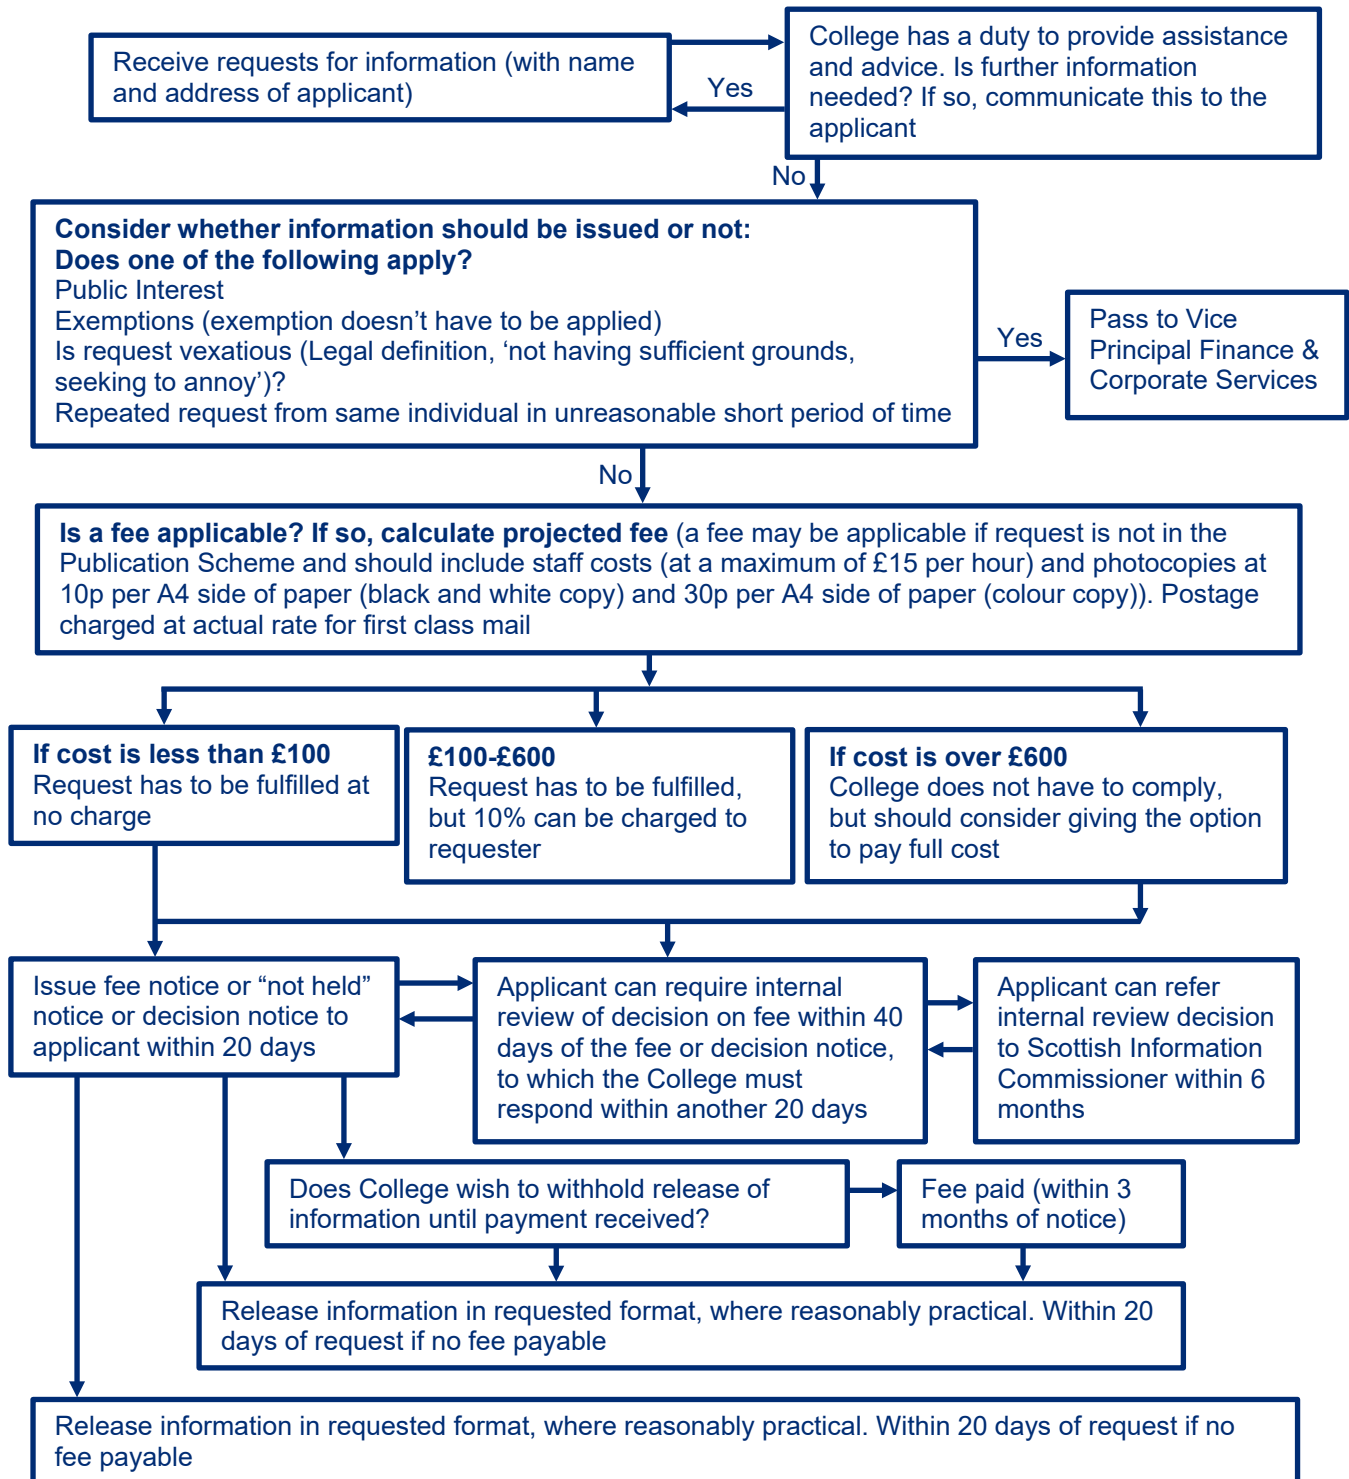 Receive requests for information (with name
and address of applicant)
Yes
College has a duty to provide assistance
and advice. Is further information
needed? If so, communicate this to the
applicant
No
Consider whether information should be issued or not:
Does one of the following apply?
Public Interest
Exemptions (exemption doesn’t have to be applied)
Is request vexatious (Legal definition, ‘not having sufficient grounds,
seeking to annoy’)?
Repeated request from same individual in unreasonable short period of time
Yes
Pass to Vice
Principal Finance &
Corporate Services
No
Is a fee applicable? If so, calculate projected fee (a fee may be applicable if request is not in the
Publication Scheme and should include staff costs (at a maximum of £15 per hour) and photocopies at
10p per A4 side of paper (black and white copy) and 30p per A4 side of paper (colour copy)). Postage
charged at actual rate for first class mail
If cost is less than £100
Request has to be fulfilled at
no charge
£100-£600
Request has to be fulfilled,
but 10% can be charged to
requester
If cost is over £600
College does not have to comply,
but should consider giving the option
to pay full cost
Issue fee notice or “not held”
notice or decision notice to
applicant within 20 days
Applicant can require internal
review of decision on fee within 40
days of the fee or decision notice,
to which the College must
respond within another 20 days
Applicant can refer
internal review decision
to Scottish Information
Commissioner within 6
months
Does College wish to withhold release of
information until payment received?
Fee paid (within 3
months of notice)
Release information in requested format, where reasonably practical. Within 20
days of request if no fee payable
Release information in requested format, where reasonably practical. Within 20 days of request if no
fee payable